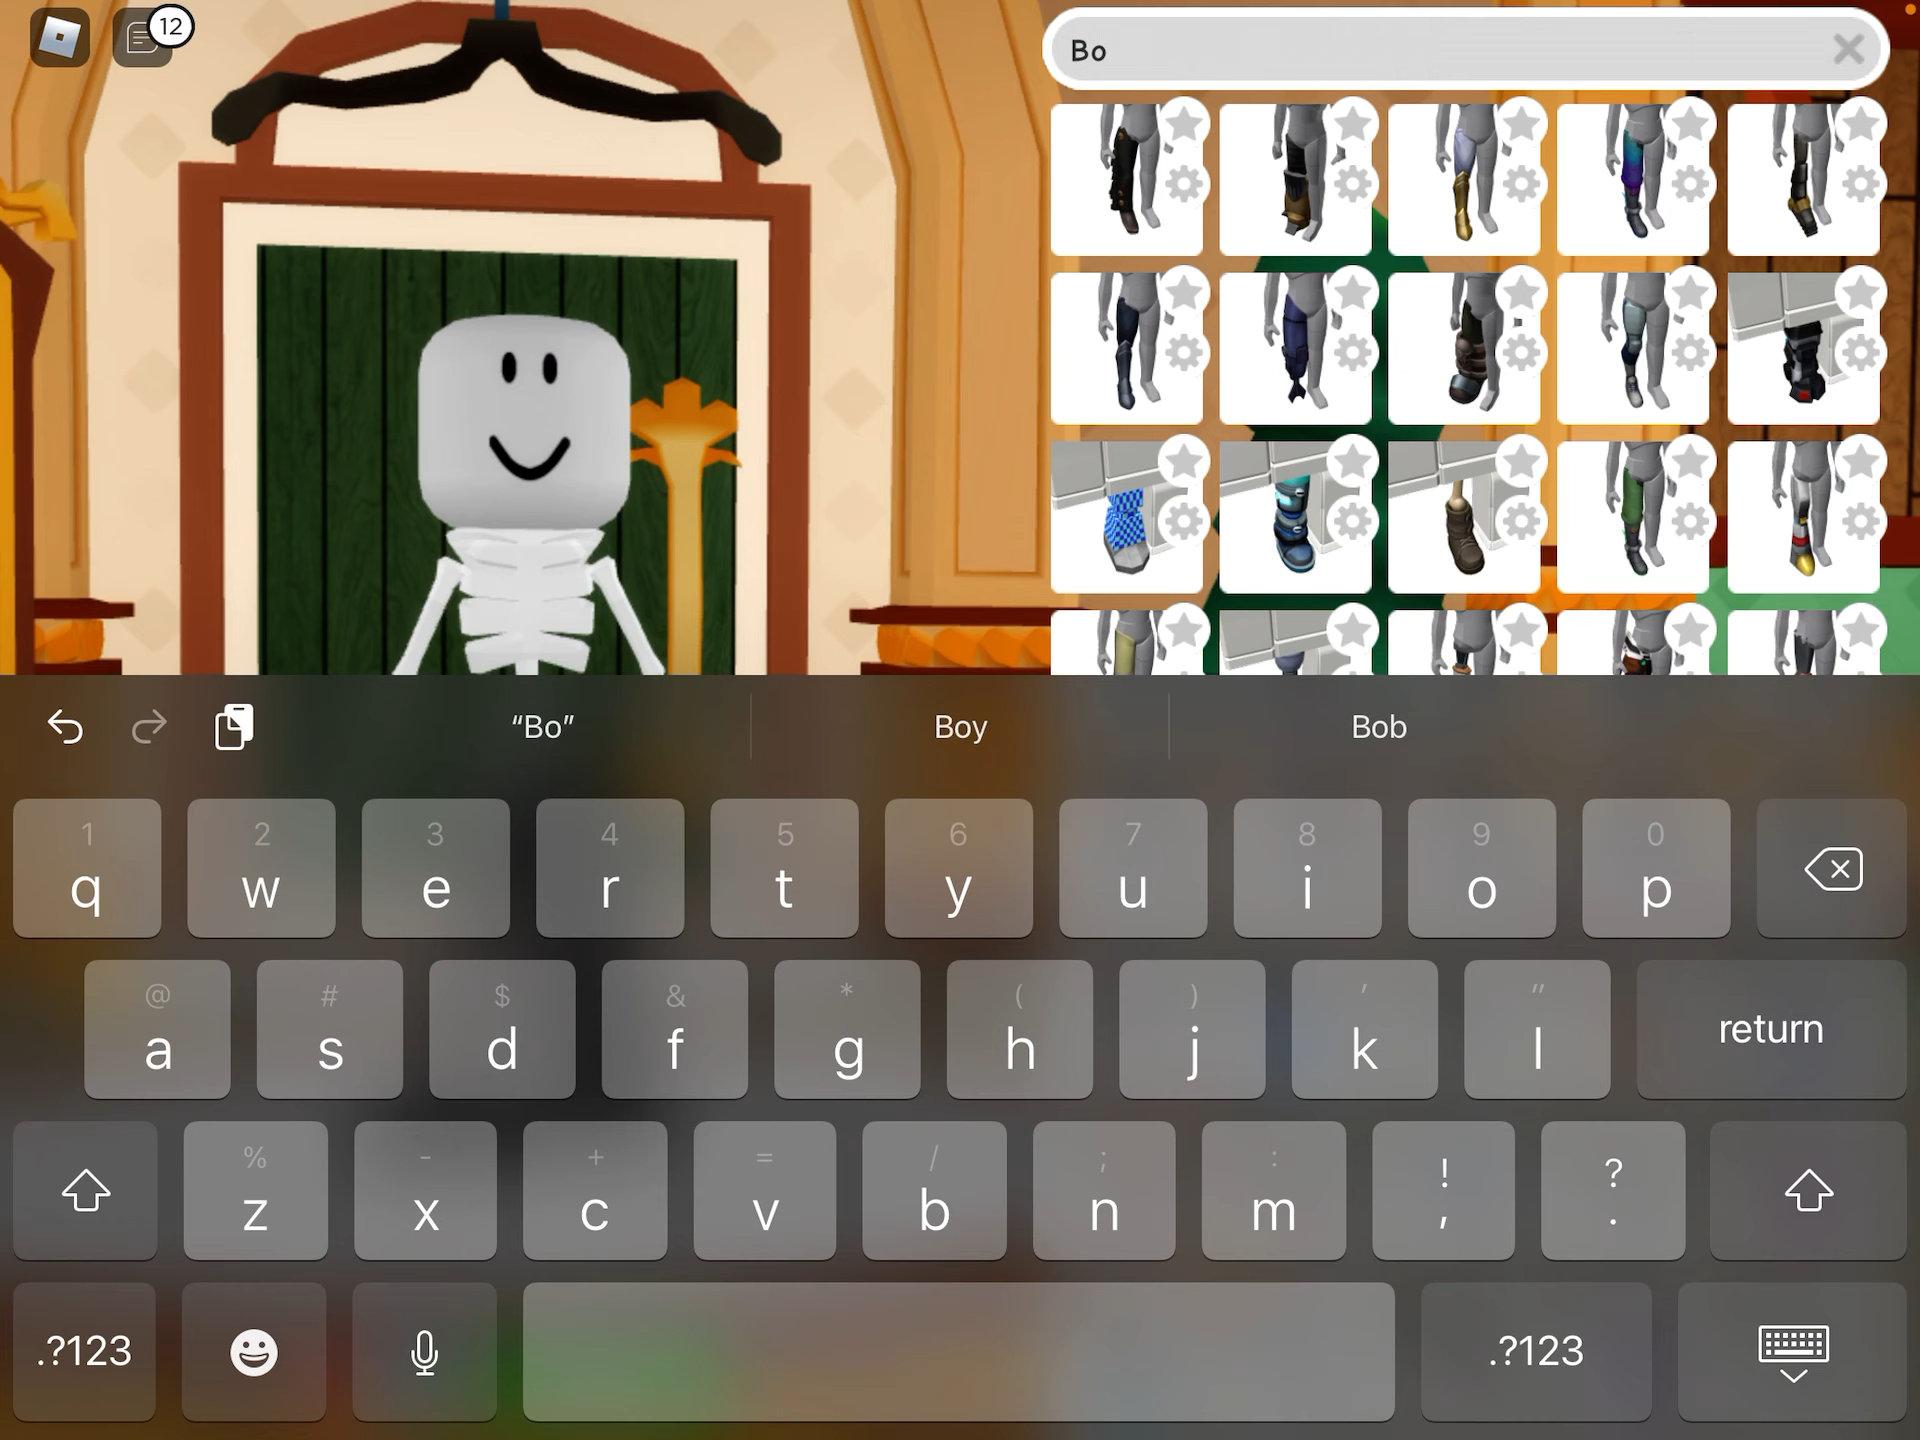 12
Bo
“Bo” Boy Bob
1 2 3 4 5 6 7 8 9 0
q w e r t y u i o p
@ # $ & * ( ) ' "
a s d f g h j k l return
% - + = / ; : ! ?
z x c v b n m , .
.?123 .?123